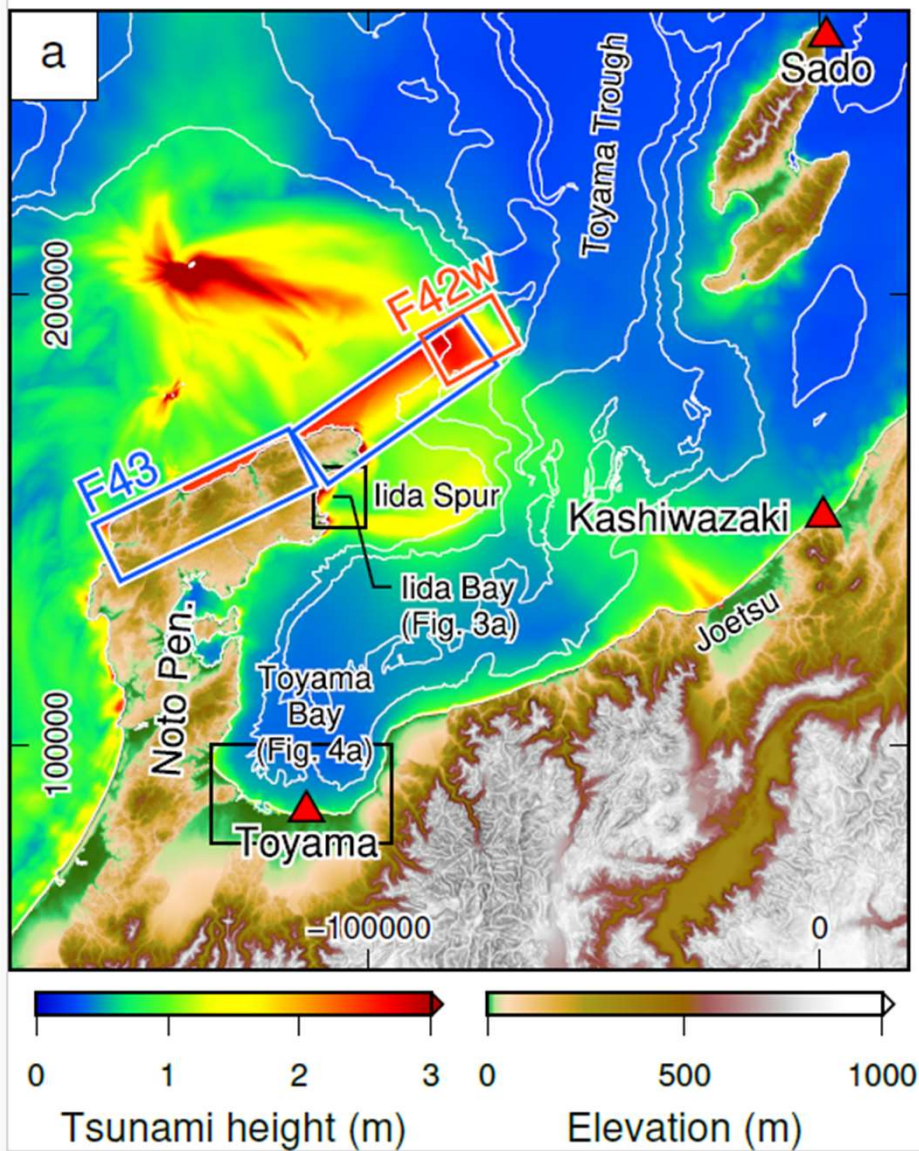 a
Sado
Toyama Trough
200000
F42w
F43
Iida Spur
Kashiwazaki
Iida Bay
(Fig. 3a)
Joetsu
Noto Pen.
Toyama
Bay
(Fig. 4a)
100000
Toyama
−100000
0
0 1 2 3
Tsunami height (m)
0 500 1000
Elevation (m)